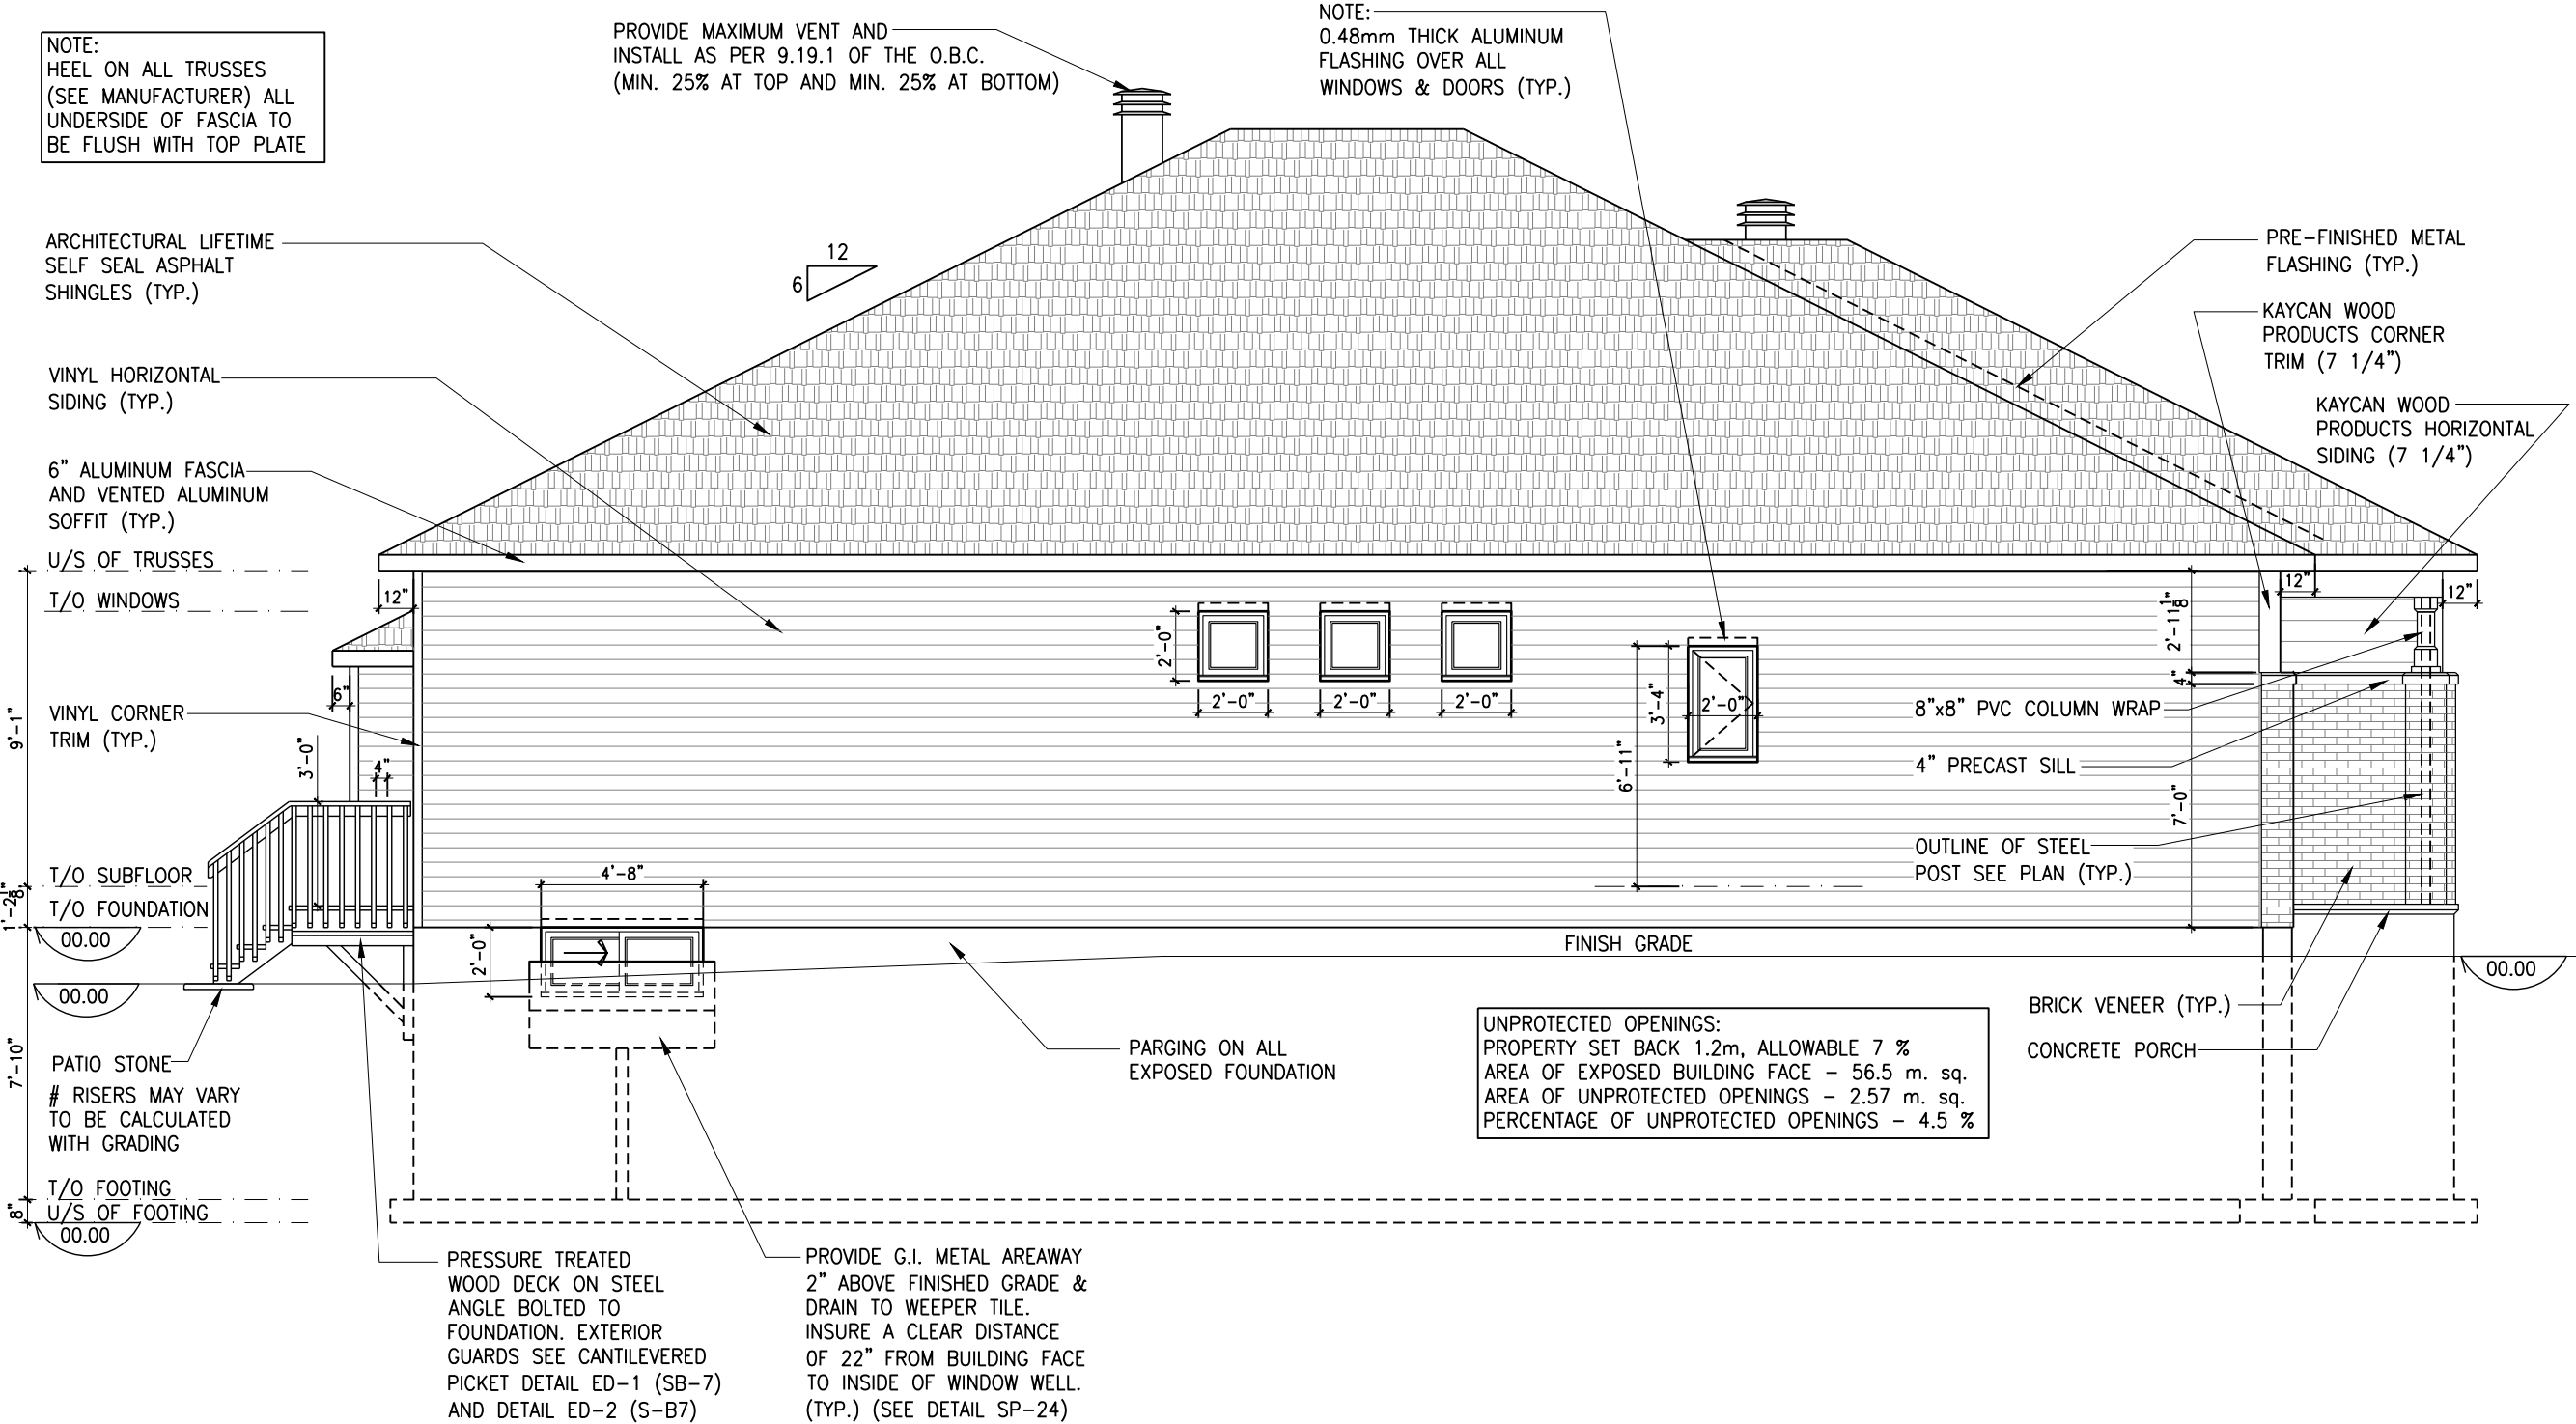 NOTE:
HEEL ON ALL TRUSSES
(SEE MANUFACTURER) ALL
UNDERSIDE OF FASCIA TO
BE FLUSH WITH TOP PLATE
PROVIDE MAXIMUM VENT AND
INSTALL AS PER 9.19.1 OF THE O.B.C.
(MIN. 25% AT TOP AND MIN. 25% AT BOTTOM)
NOTE:
0.48mm THICK ALUMINUM
FLASHING OVER ALL
WINDOWS & DOORS (TYP.)
ARCHITECTURAL LIFETIME
SELF SEAL ASPHALT
SHINGLES (TYP.)
12
6
PRE-FINISHED METAL
FLASHING (TYP.)
KAYCAN WOOD
PRODUCTS CORNER
TRIM (7 1/4")
KAYCAN WOOD
PRODUCTS HORIZONTAL
SIDING (7 1/4")
VINYL HORIZONTAL
SIDING (TYP.)
6" ALUMINUM FASCIA
AND VENTED ALUMINUM
SOFFIT (TYP.)
U/S OF TRUSSES
T/O WINDOWS
12"
12"
12"
2'-11 1/8"
4"
7'-0"
2'-0"
2'-0"
2'-0"
2'-0"
3'-4"
2'-0"
6'-11"
6"
VINYL CORNER
TRIM (TYP.)
9'-1"
3'-0"
4"
8"x8" PVC COLUMN WRAP
4" PRECAST SILL
OUTLINE OF STEEL
POST SEE PLAN (TYP.)
T/O SUBFLOOR
1'-2 1/8"
T/O FOUNDATION
00.00
4'-8"
2'-0"
FINISH GRADE
00.00
00.00
7'-10"
PATIO STONE
# RISERS MAY VARY
TO BE CALCULATED
WITH GRADING
PARGING ON ALL
EXPOSED FOUNDATION
UNPROTECTED OPENINGS:
PROPERTY SET BACK 1.2m, ALLOWABLE 7 %
AREA OF EXPOSED BUILDING FACE - 56.5 m. sq.
AREA OF UNPROTECTED OPENINGS - 2.57 m. sq.
PERCENTAGE OF UNPROTECTED OPENINGS - 4.5 %
BRICK VENEER (TYP.)
CONCRETE PORCH
T/O FOOTING
8"
U/S OF FOOTING
00.00
PRESSURE TREATED
WOOD DECK ON STEEL
ANGLE BOLTED TO
FOUNDATION. EXTERIOR
GUARDS SEE CANTILEVERED
PICKET DETAIL ED-1 (SB-7)
AND DETAIL ED-2 (S-B7)
PROVIDE G.I. METAL AREAWAY
2" ABOVE FINISHED GRADE &
DRAIN TO WEEPER TILE.
INSURE A CLEAR DISTANCE
OF 22" FROM BUILDING FACE
TO INSIDE OF WINDOW WELL.
(TYP.) (SEE DETAIL SP-24)